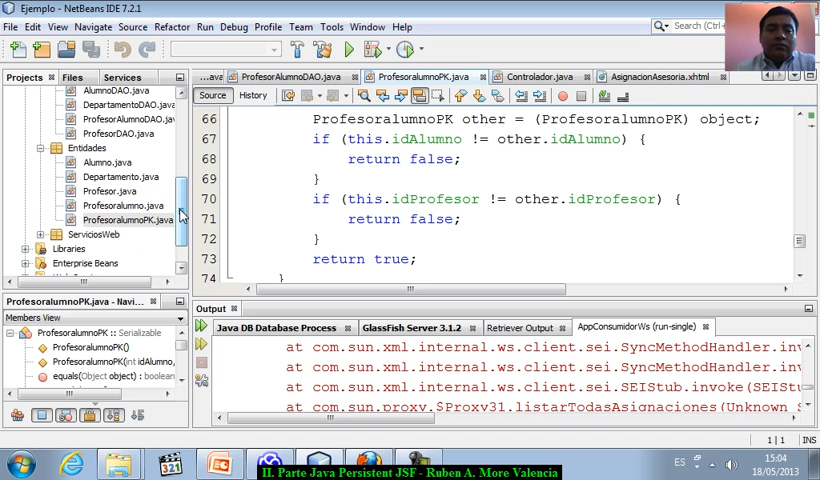 Ejemplo - NetBeans IDE 7.2.1
File Edit View Navigate Source Refactor Run Debug Profile Team Tools Window Help
Search (Ctrl+
Projects Files Services
...ava ProfesorAlumnoDAO.java ProfesoralumnoPK.java Controlador.java AsignacionAsesoria.xhtml
Source History
AlumnoDAO.java
DepartamentoDAO.java
ProfesorAlumnoDAO.java
ProfesorDAO.java
Entidades
Alumno.java
Departamento.java
Profesor.java
Profesoralumno.java
ProfesoralumnoPK.java
ServiciosWeb
Libraries
Enterprise Beans
66 ProfesoralumnoPK other = (ProfesoralumnoPK) object;
67 if (this.idAlumno != other.idAlumno) {
68 return false;
69 }
70 if (this.idProfesor != other.idProfesor) {
71 return false;
72 }
73 return true;
74 }
ProfesoralumnoPK.java - Navi...
Members View
ProfesoralumnoPK :: Serializable
ProfesoralumnoPK()
ProfesoralumnoPK(int idAlumno,
equals(Object object) : boolean
Output
Java DB Database Process GlassFish Server 3.1.2 Retriever Output AppConsumidorWs (run-single)
at com.sun.xml.internal.ws.client.sei.SyncMethodHandler.inv
at com.sun.xml.internal.ws.client.sei.SyncMethodHandler.inv
at com.sun.xml.internal.ws.client.sei.SEIStub.invoke(SEIStu
at com.sun.proxy.$Proxy31.listarTodasAsignaciones(Unknown S
1 | 1 INS
321
ES
15:04
18/05/2013
II. Parte Java Persistent JSF - Ruben A. More Valencia